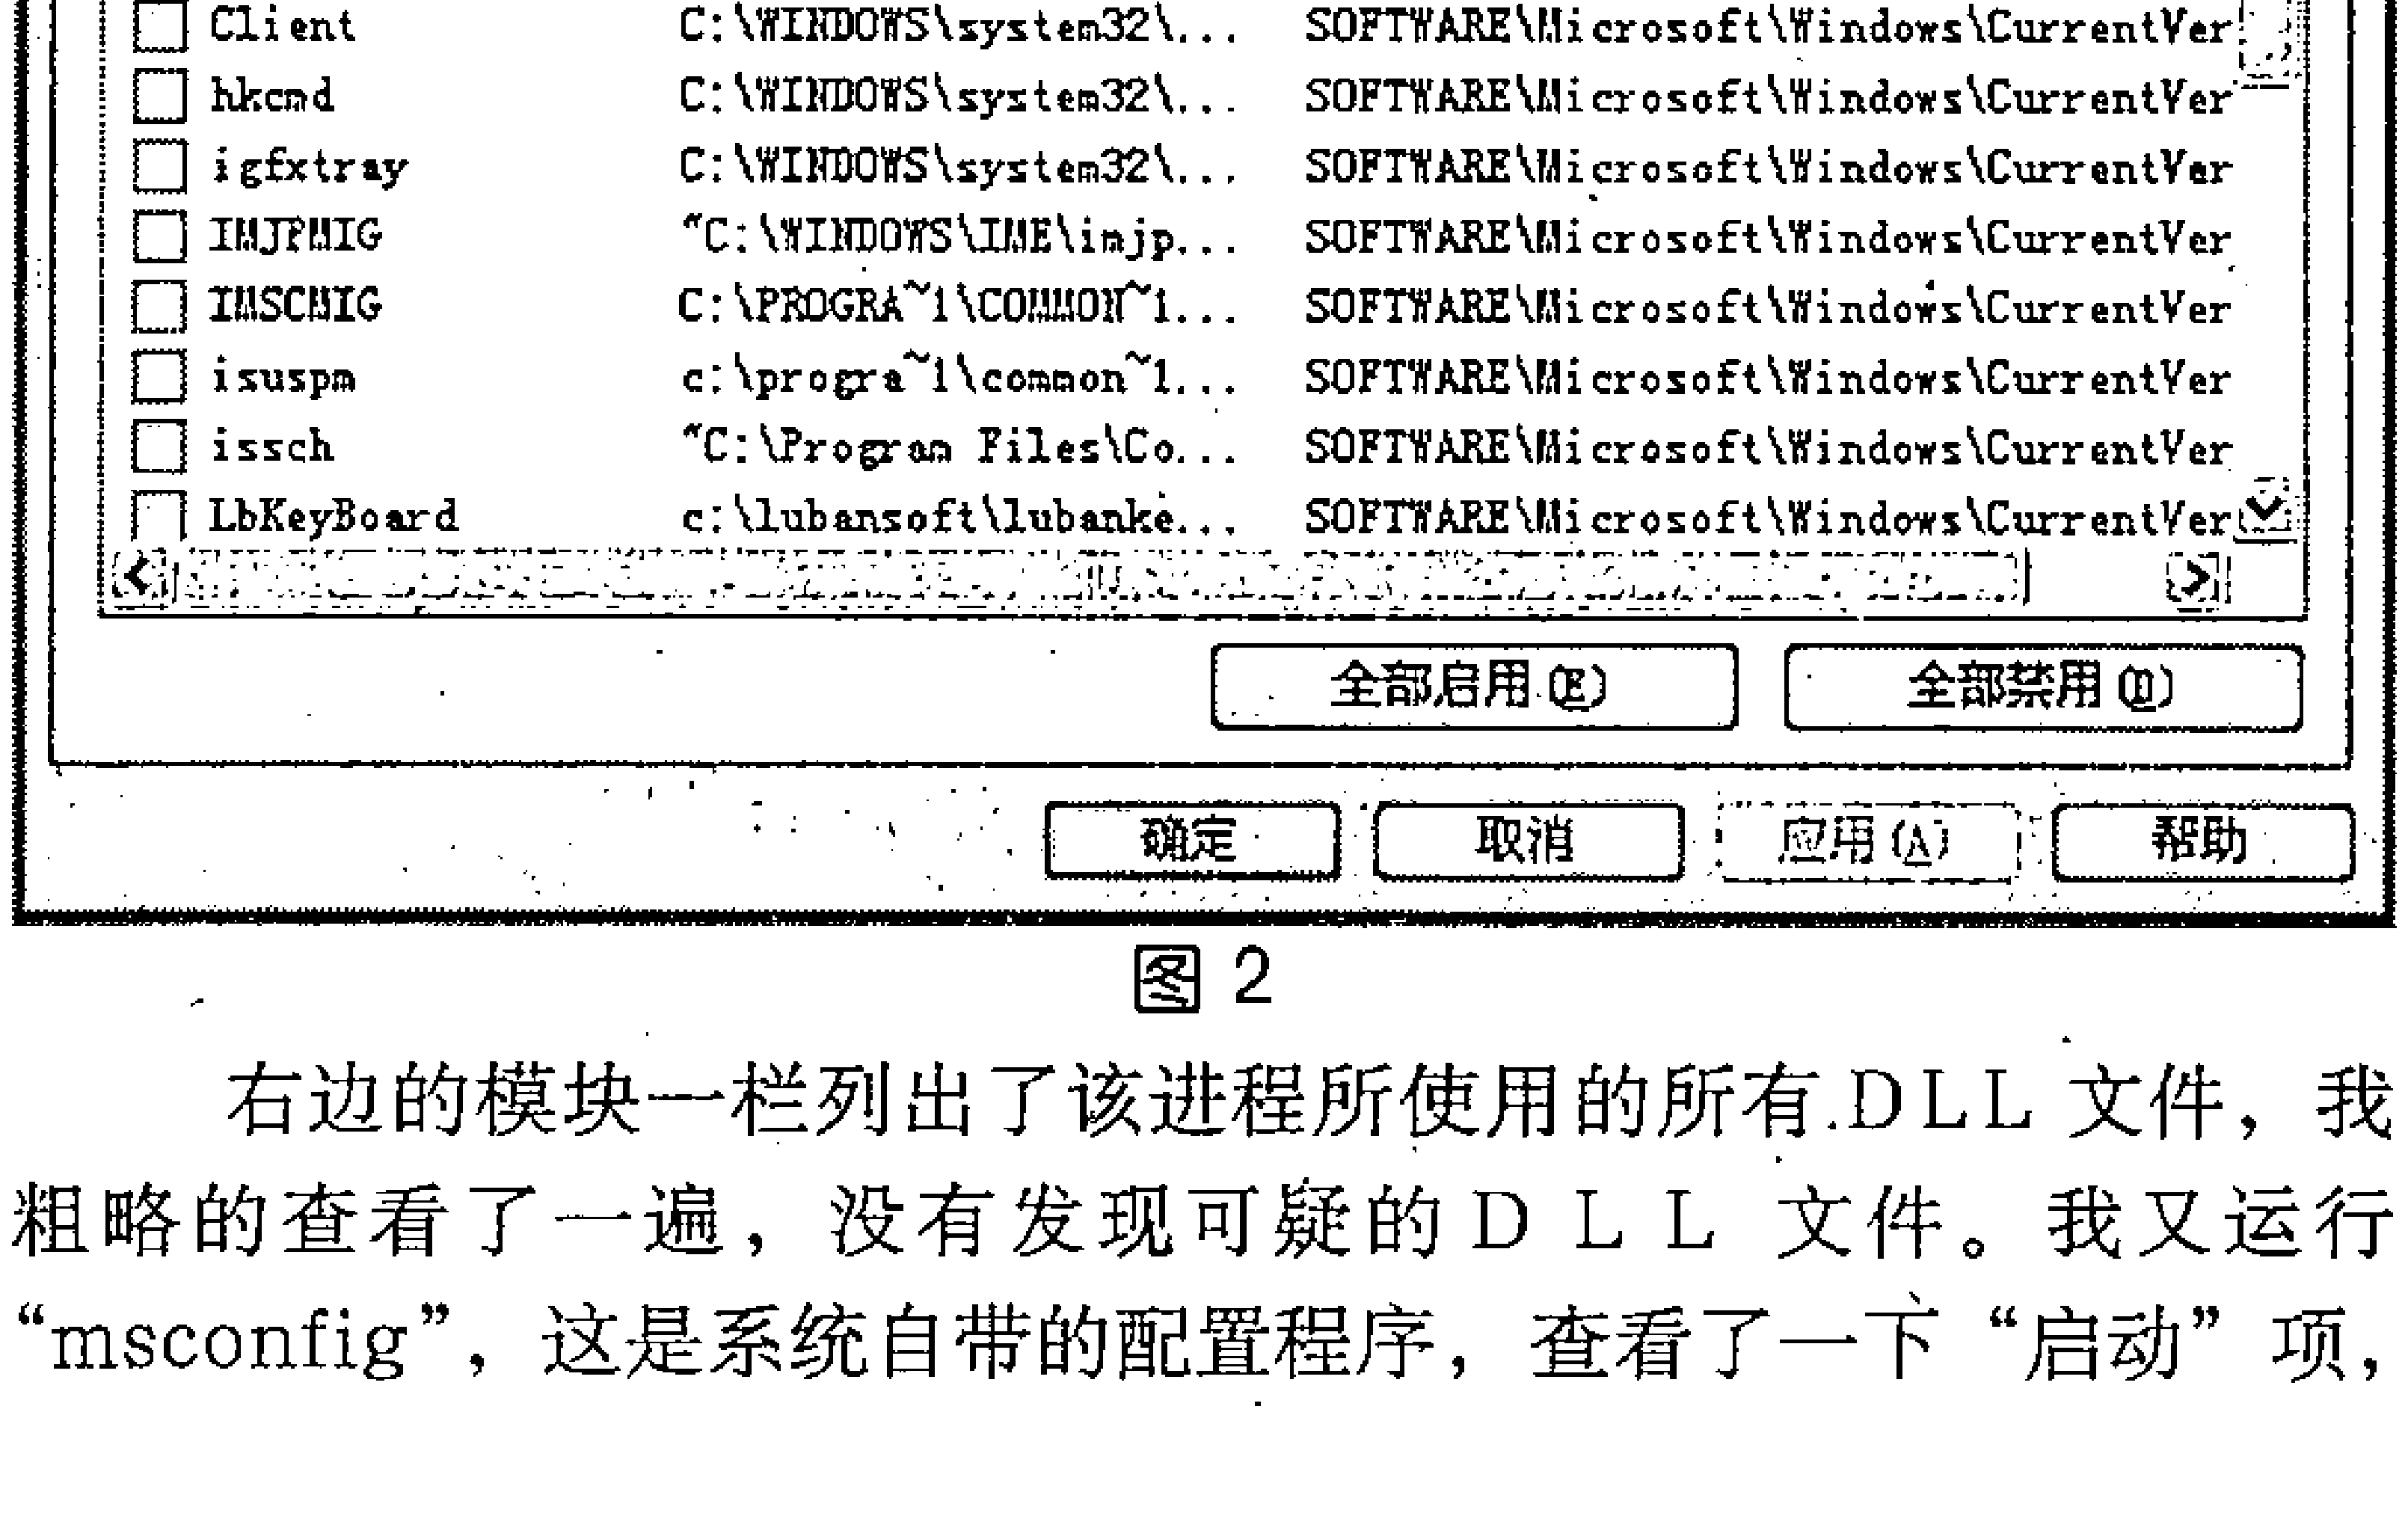 Client C:\WINDOWS\system32\... SOFTWARE\Microsoft\Windows\CurrentVer
hkcmd C:\WINDOWS\system32\... SOFTWARE\Microsoft\Windows\CurrentVer
igfxtray C:\WINDOWS\system32\... SOFTWARE\Microsoft\Windows\CurrentVer
IMJPMIG "C:\WINDOWS\IME\imjp... SOFTWARE\Microsoft\Windows\CurrentVer
IMSCMIG C:\PROGRA~1\COMMON~1... SOFTWARE\Microsoft\Windows\CurrentVer
isuspm c:\progra~1\common~1... SOFTWARE\Microsoft\Windows\CurrentVer
issch "C:\Program Files\Co... SOFTWARE\Microsoft\Windows\CurrentVer
LbKeyBoard c:\lubansoft\lubanke... SOFTWARE\Microsoft\Windows\CurrentVer
全部启用(E) 全部禁用(D)
确定 取消 应用(A) 帮助
图 2
右边的模块一栏列出了该进程所使用的所有 DLL 文件，我
粗略的查看了一遍，没有发现可疑的 DLL 文件。我又运行
“msconfig”，这是系统自带的配置程序，查看了一下“启动”项，